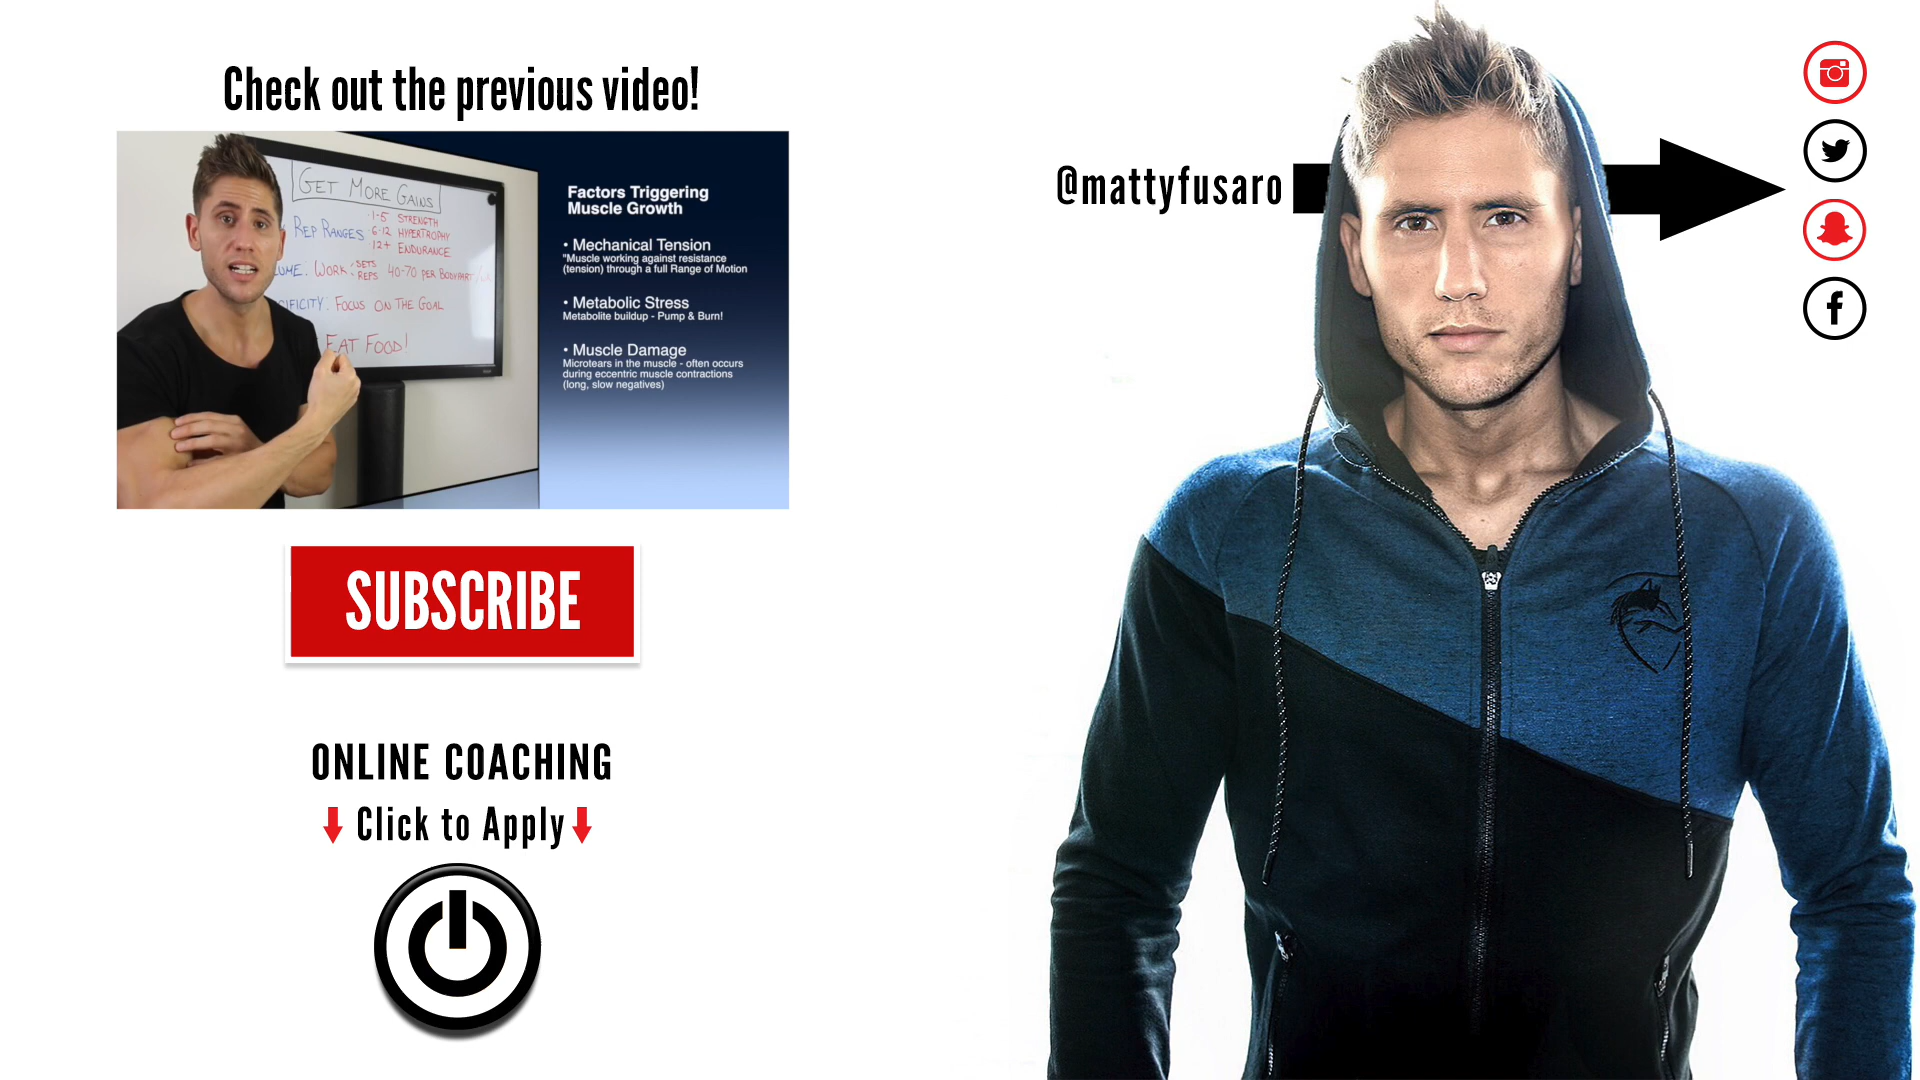 Check out the previous video!
GET MORE GAINS
REP RANGES
·1-5 STRENGTH
·6-12 HYPERTROPHY
·12+ ENDURANCE
UME: WORK
SETS
REPS
40-70 PER BODYPART/
IFICITY: FOCUS ON THE GOAL
EAT FOOD!
Factors Triggering
Muscle Growth
• Mechanical Tension
"Muscle working against resistance
(tension) through a full Range of Motion
• Metabolic Stress
Metabolite buildup - Pump & Burn!
• Muscle Damage
Microtears in the muscle - often occurs
during eccentric muscle contractions
(long, slow negatives)
SUBSCRIBE
ONLINE COACHING
Click to Apply
@mattyfusaro